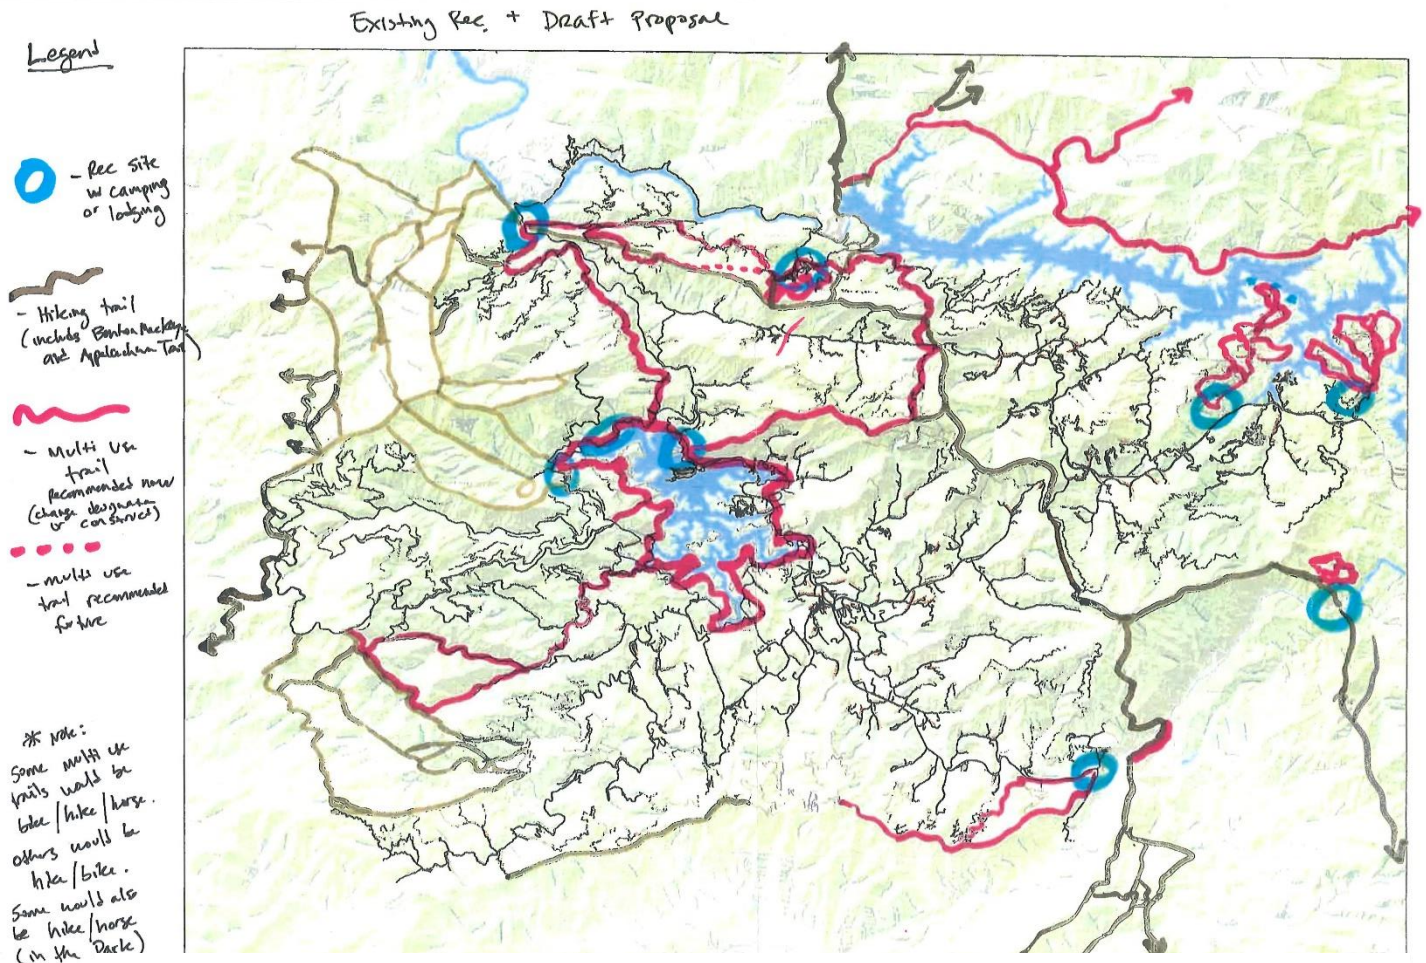 Existing Rec. + Draft Proposal
Legend
- Rec site
w camping
or lodging
- Hiking trail
(includes Benton Mackaye
and Appalachian Trail)
- Multi Use
trail
recommended now
(change designation
or construct)
- multi use
trail recommended
future
* Note:
Some multi use
trails would be
bike/hike/horse.
others would be
hike/bike.
Some would also
be hike/horse
(in the Park)